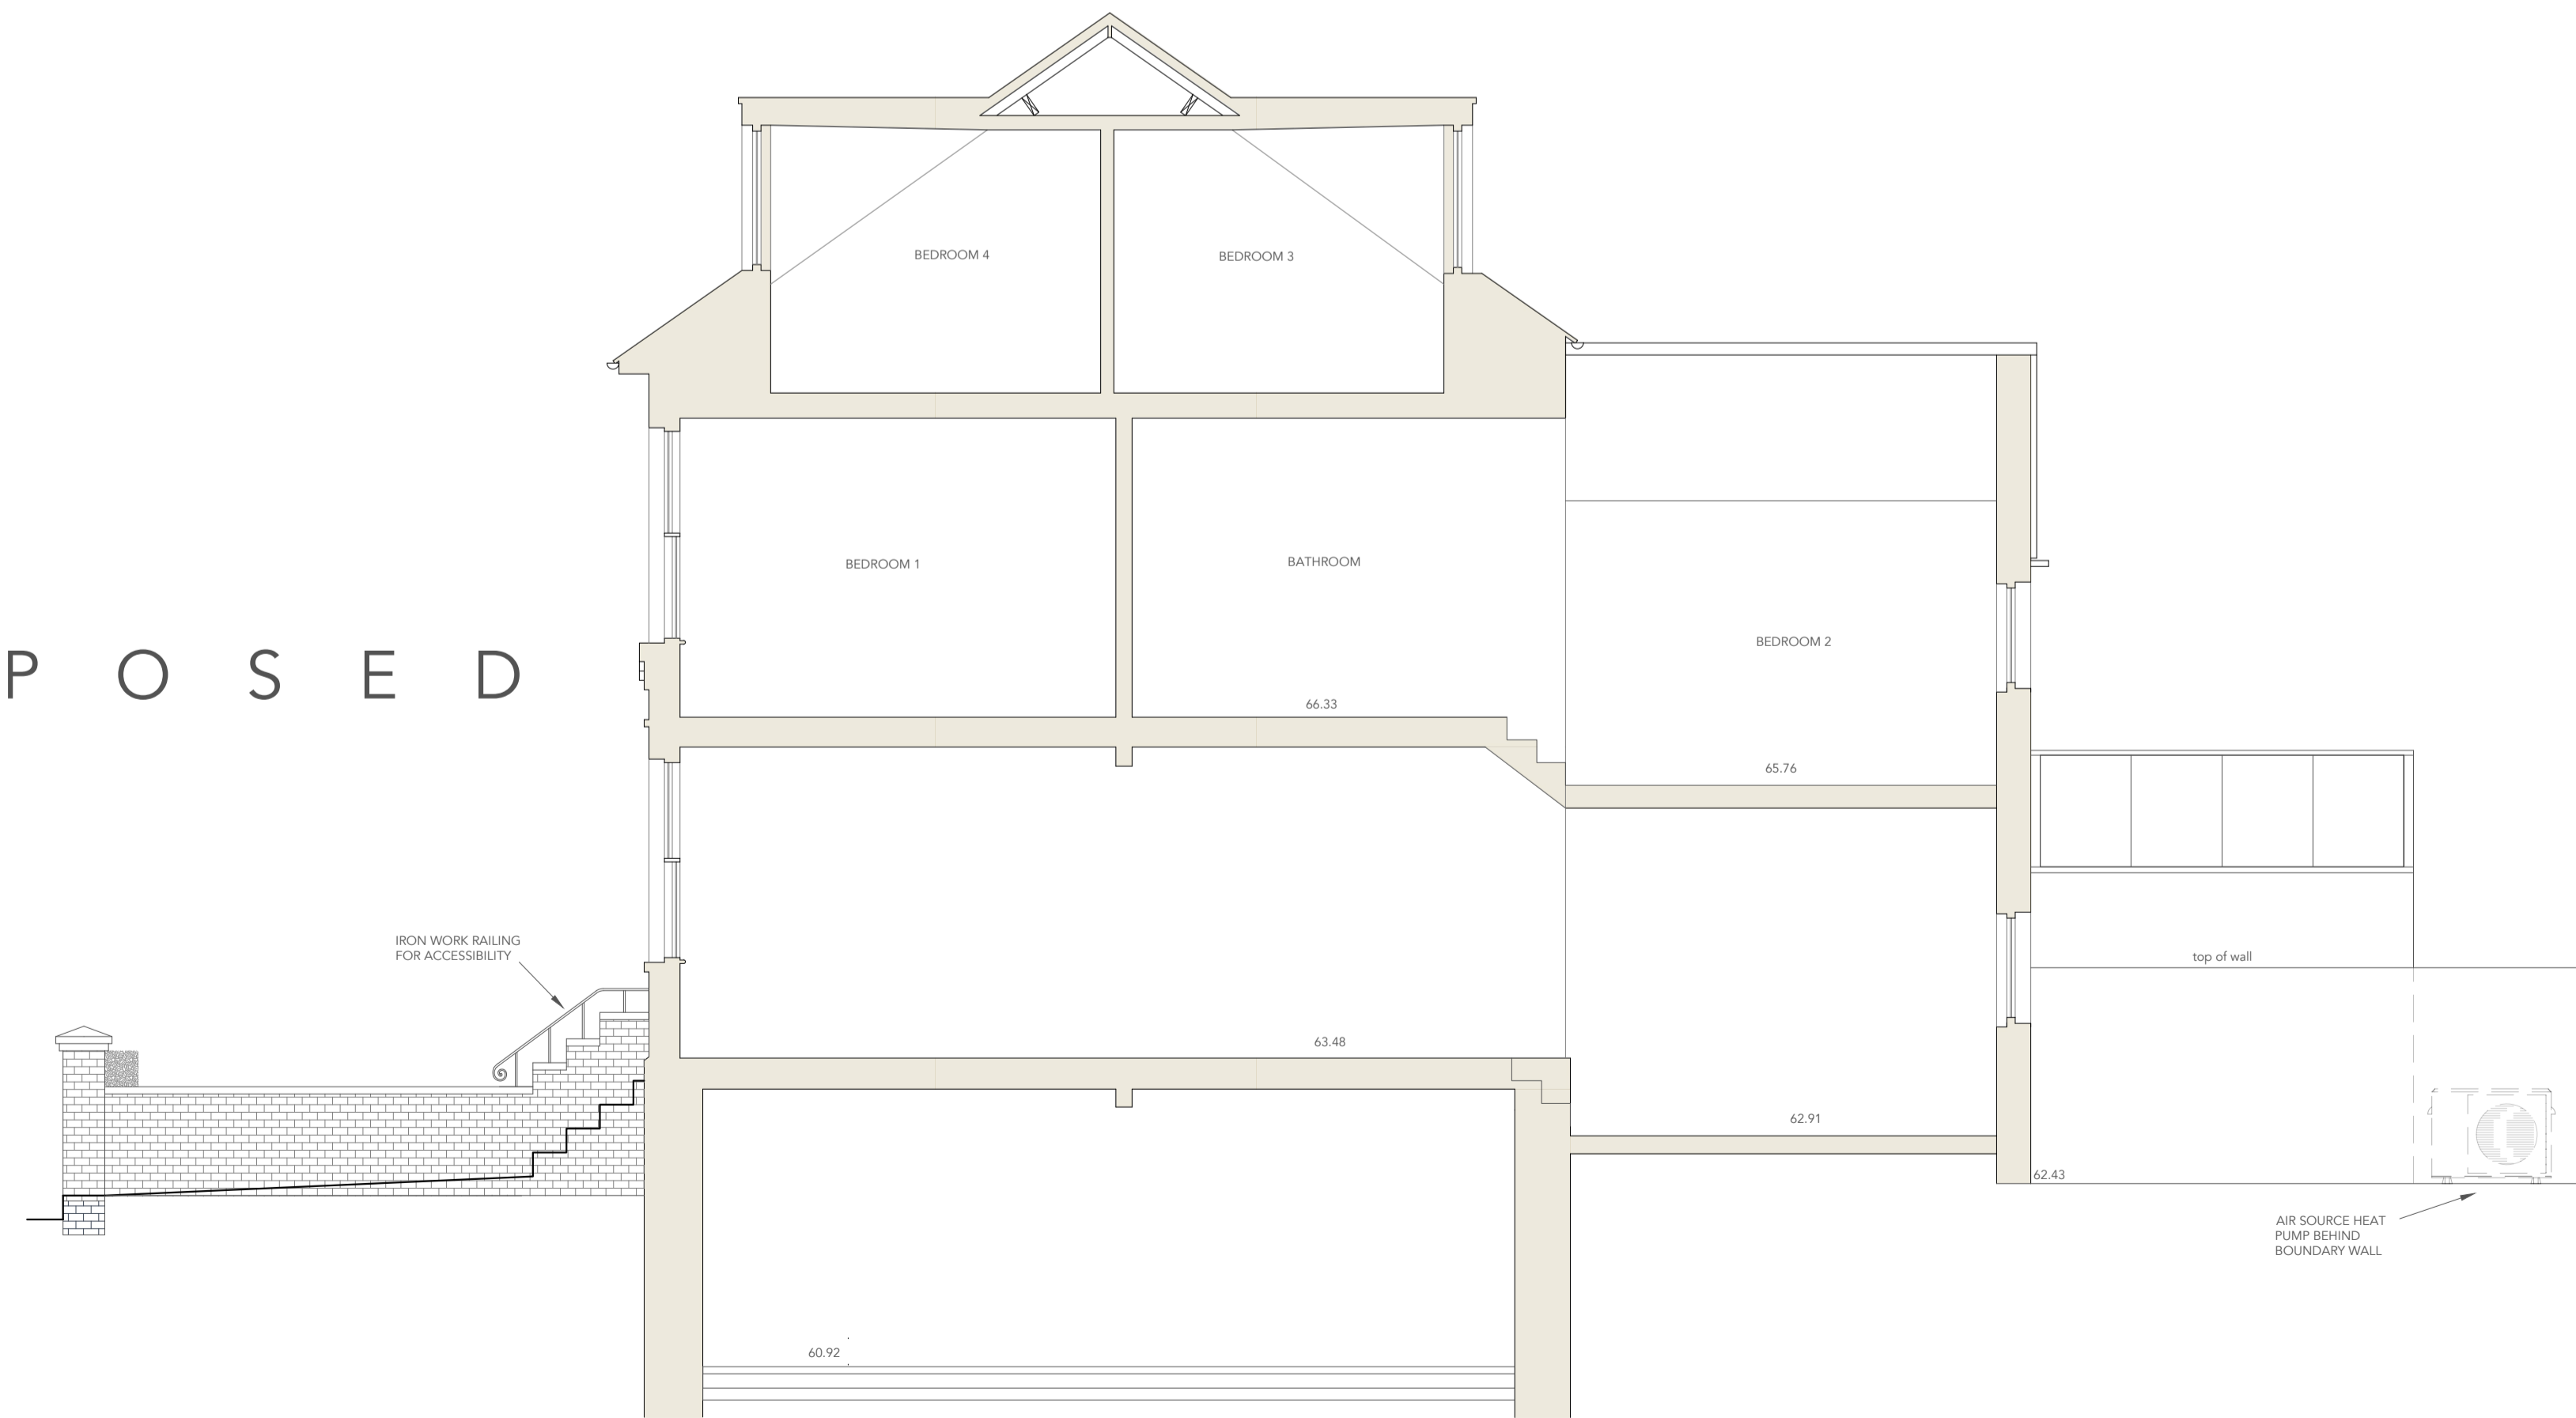 BEDROOM 4
BEDROOM 3
BEDROOM 1
BATHROOM
BEDROOM 2
P O S E D
66.33
65.76
IRON WORK RAILING
FOR ACCESSIBILITY
top of wall
63.48
62.91
62.43
AIR SOURCE HEAT
PUMP BEHIND
BOUNDARY WALL
60.92